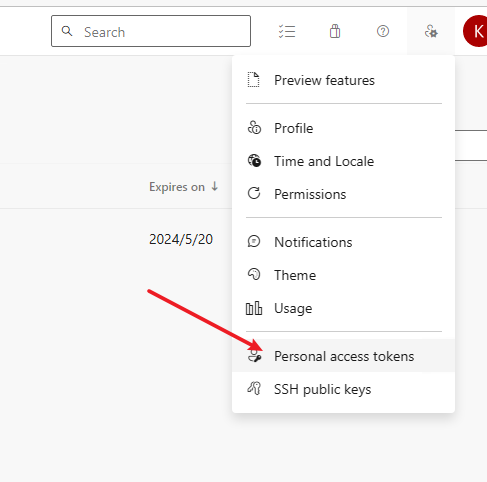 Search
K
Preview features
Profile
Time and Locale
Permissions
Expires on ↓
2024/5/20
Notifications
Theme
Usage
Personal access tokens
SSH public keys